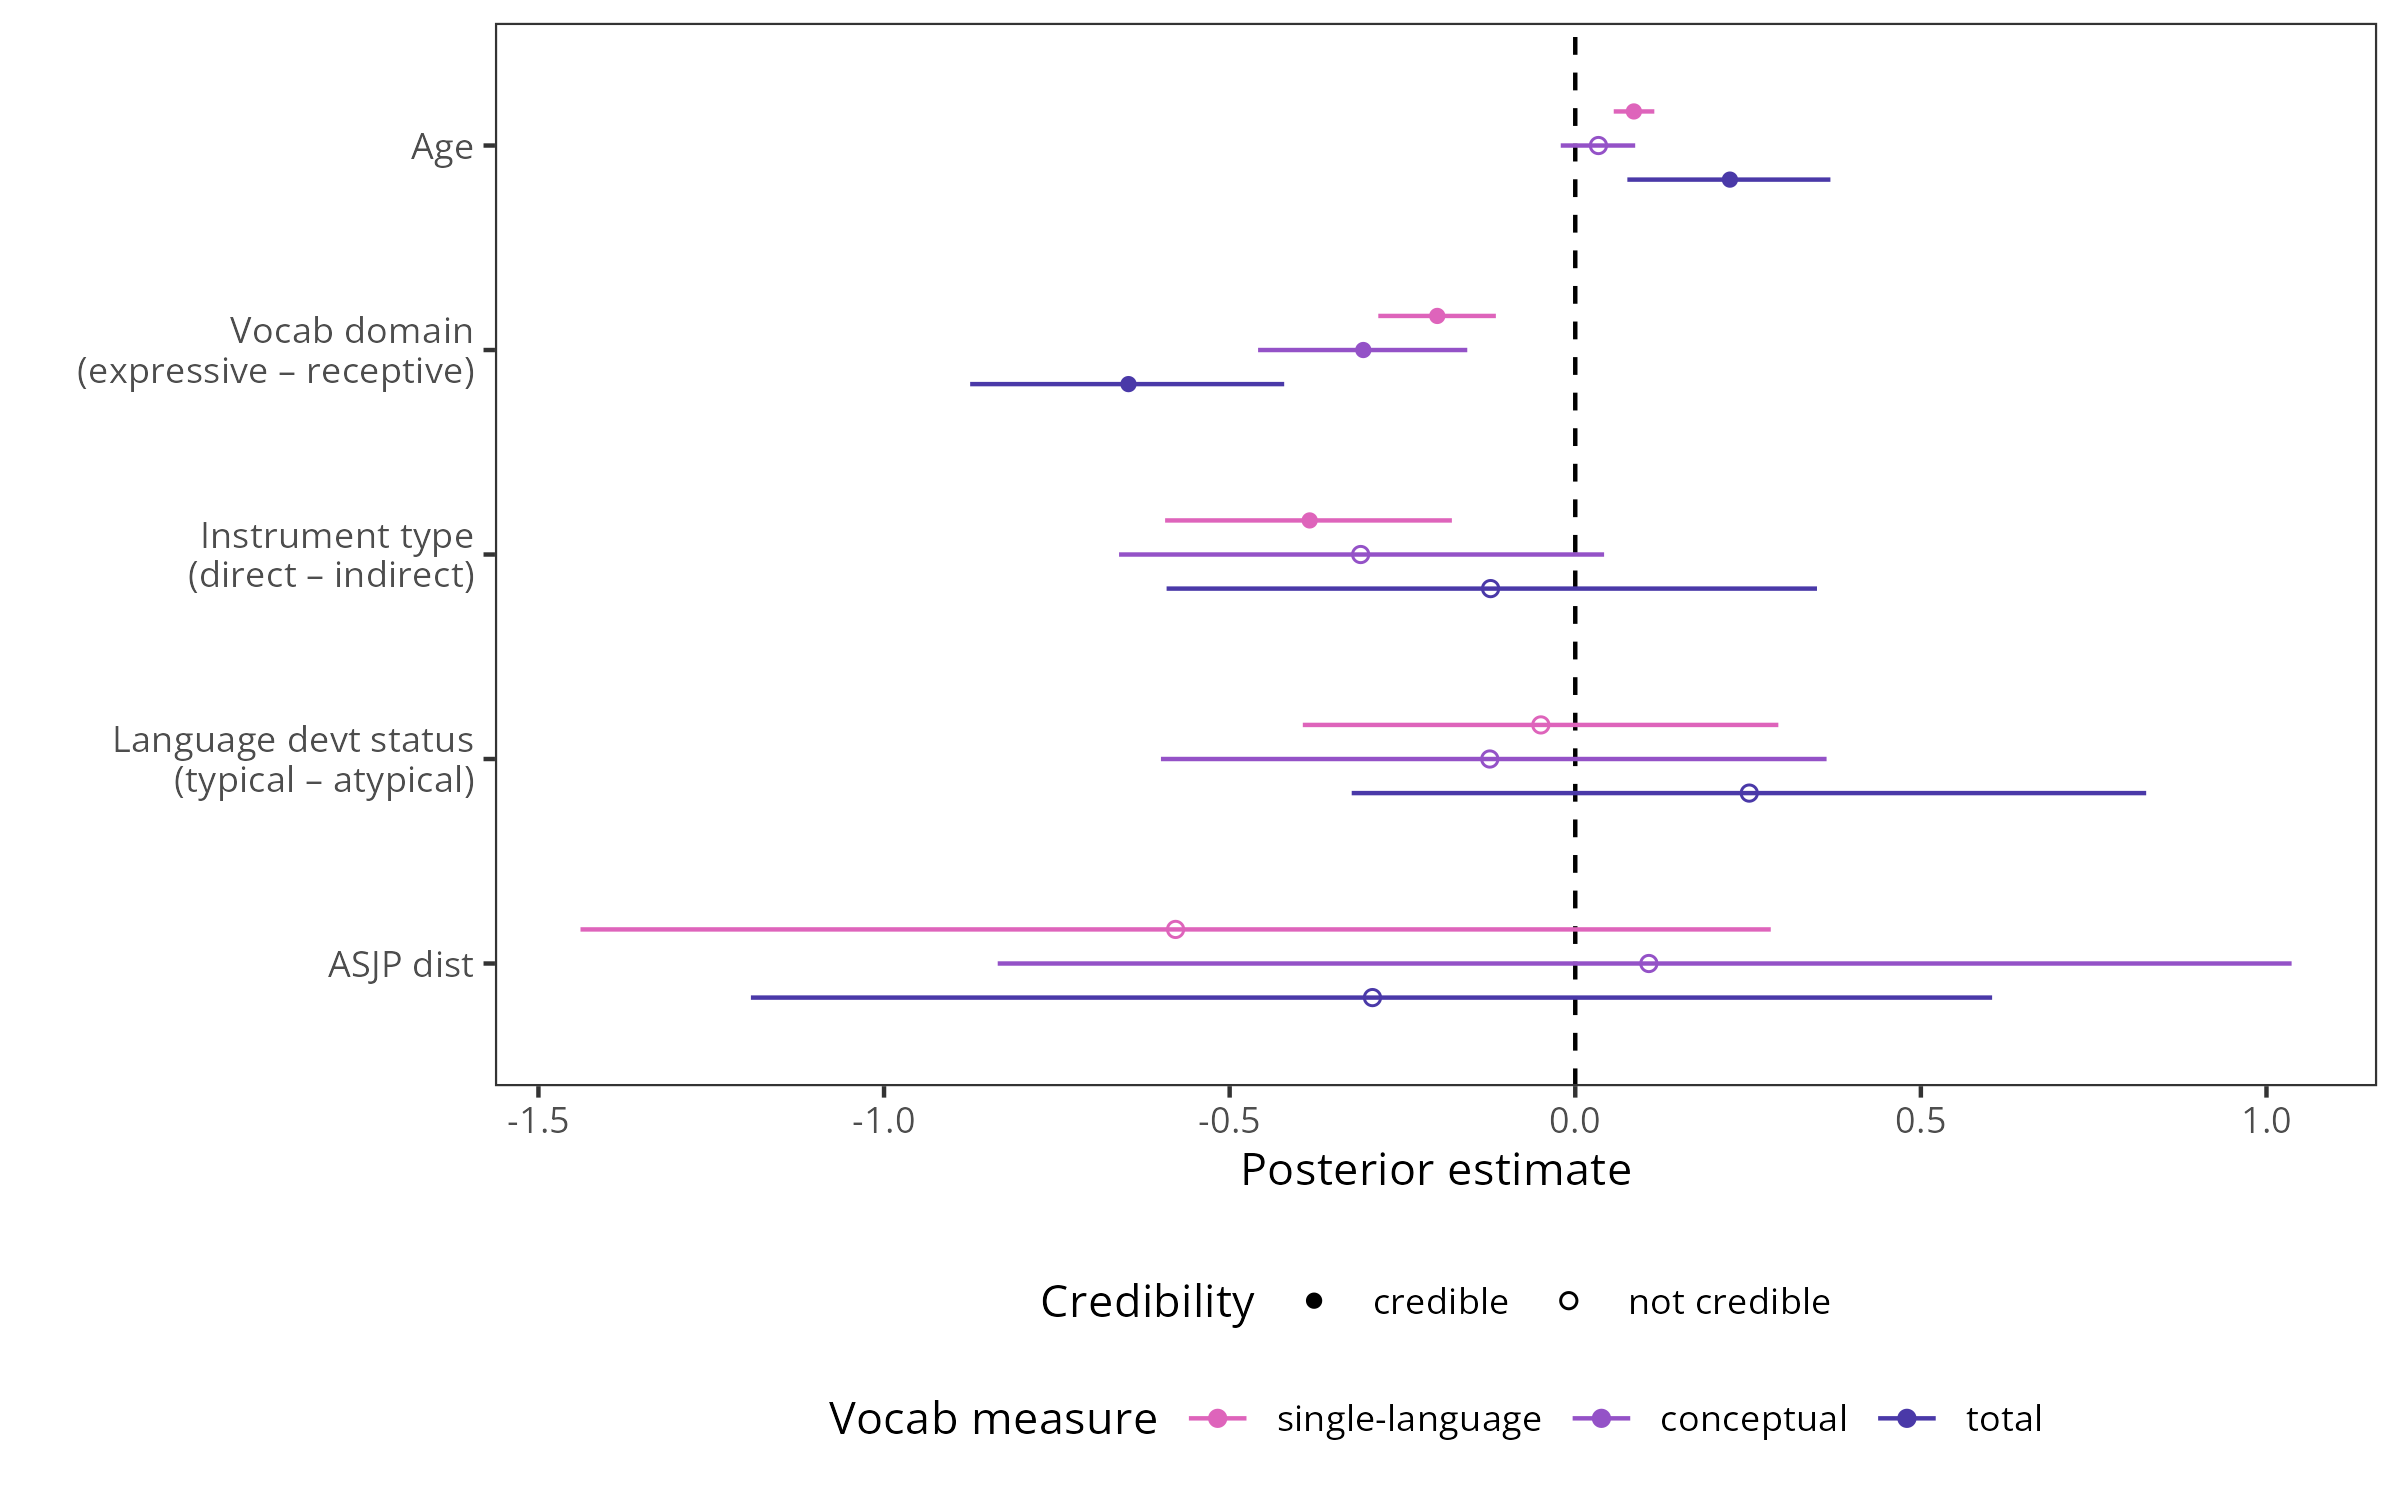 Age
Vocab domain
(expressive – receptive)
Instrument type
(direct – indirect)
Language devt status
(typical – atypical)
ASJP dist
-1.5 -1.0 -0.5 0.0 0.5 1.0
Posterior estimate
Credibility credible not credible
Vocab measure single-language conceptual total